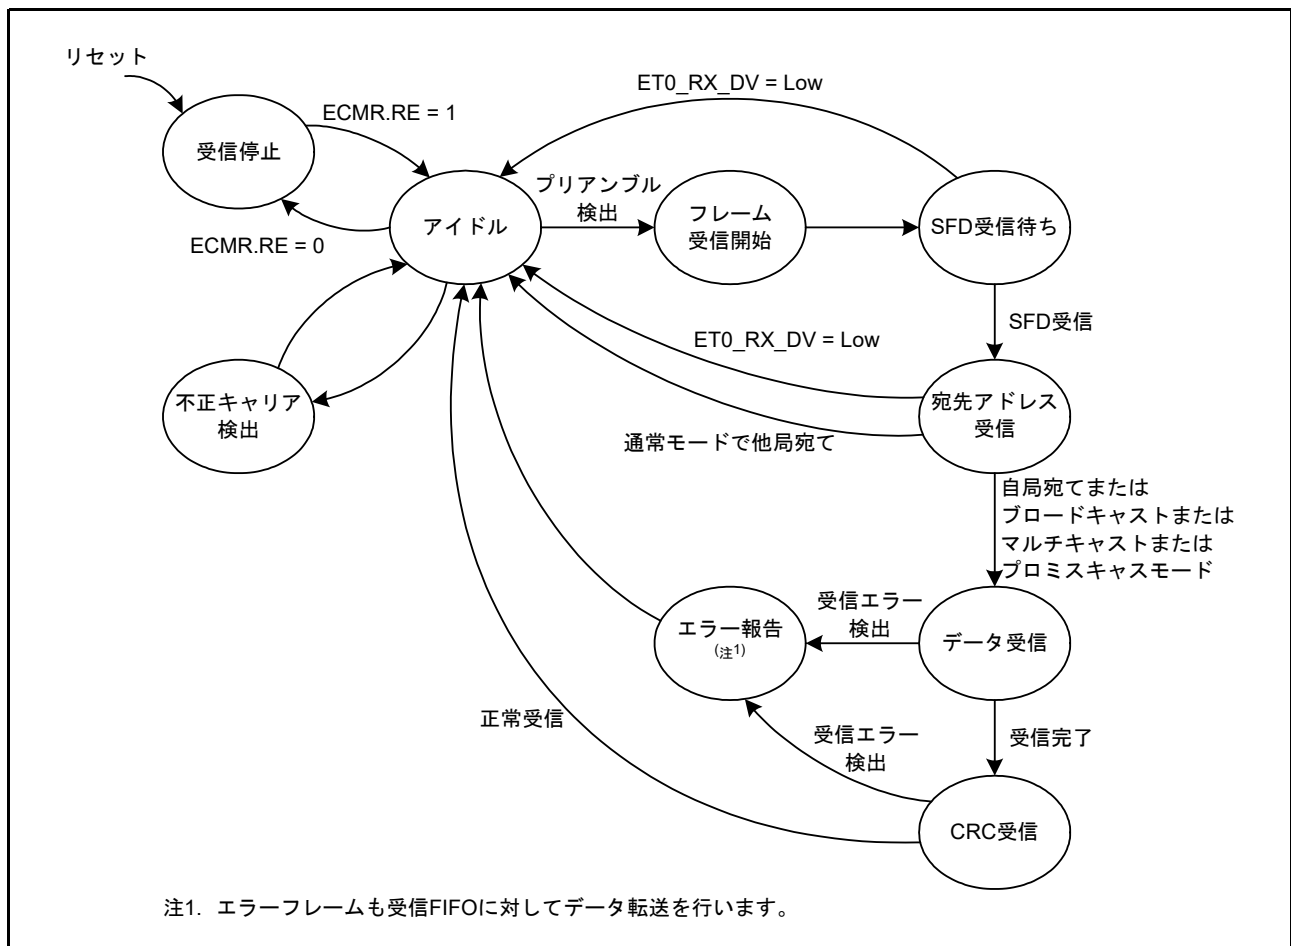 リセット
ET0_RX_DV = Low
ECMR.RE = 1
受信停止
プリアンブル
検出
フレーム
受信開始
アイドル
SFD受信待ち
ECMR.RE = 0
SFD受信
ET0_RX_DV = Low
不正キャリア
検出
宛先アドレス
受信
通常モードで他局宛て
自局宛てまたは
ブロードキャストまたは
マルチキャストまたは
プロミスキャスモード
受信エラー
検出
エラー報告
(注1)
データ受信
正常受信
受信エラー
検出
受信完了
CRC受信
注1. エラーフレームも受信FIFOに対してデータ転送を行います。